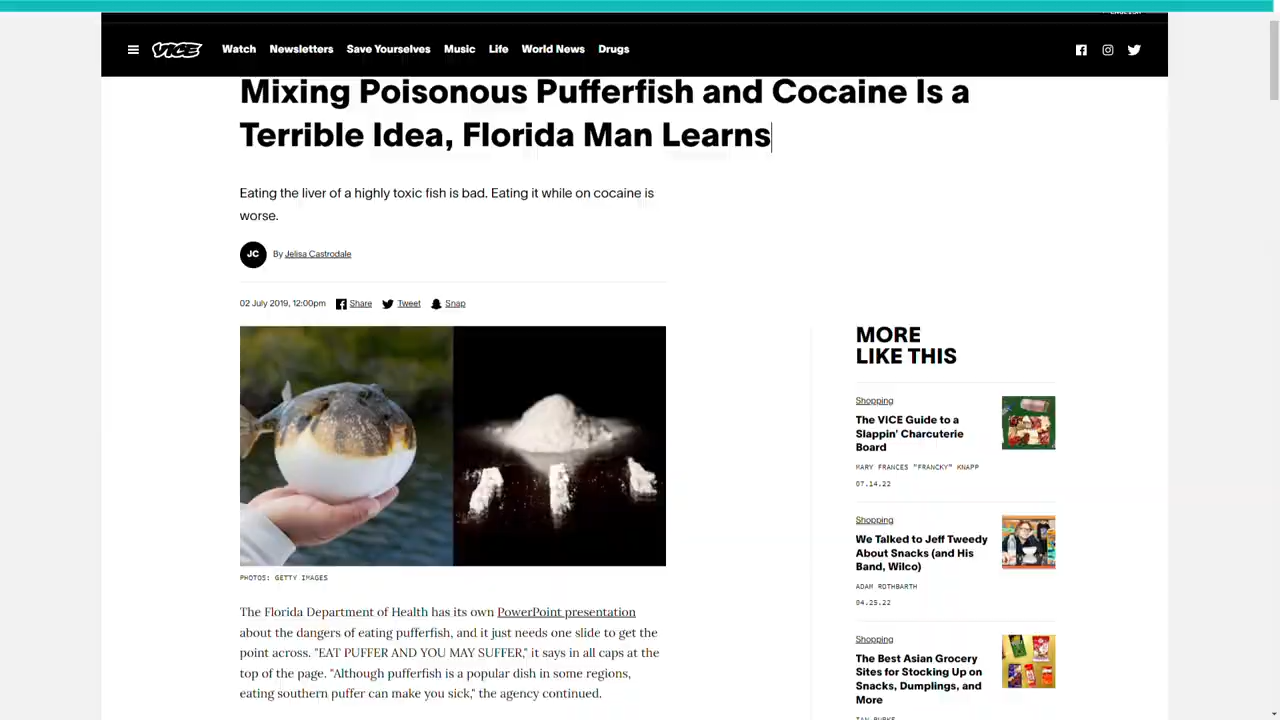 VICE
Watch
Newsletters
Save Yourselves
Music
Life
World News
Drugs
Mixing Poisonous Pufferfish and Cocaine Is a
Terrible Idea, Florida Man Learns
Eating the liver of a highly toxic fish is bad. Eating it while on cocaine is
worse.
JC
By Jelisa Castrodale
02 July 2019, 12:00pm
Share
Tweet
Snap
PHOTOS: GETTY IMAGES
The Florida Department of Health has its own PowerPoint presentation
about the dangers of eating pufferfish, and it just needs one slide to get the
point across. "EAT PUFFER AND YOU MAY SUFFER," it says in all caps at the
top of the page. "Although pufferfish is a popular dish in some regions,
eating southern puffer can make you sick," the agency continued.
MORE
LIKE THIS
Shopping
The VICE Guide to a
Slappin' Charcuterie
Board
MARY FRANCES "FRANCKY" KNAPP
07.14.22
Shopping
We Talked to Jeff Tweedy
About Snacks (and His
Band, Wilco)
ADAM ROTHBARTH
04.25.22
Shopping
The Best Asian Grocery
Sites for Stocking Up on
Snacks, Dumplings, and
More